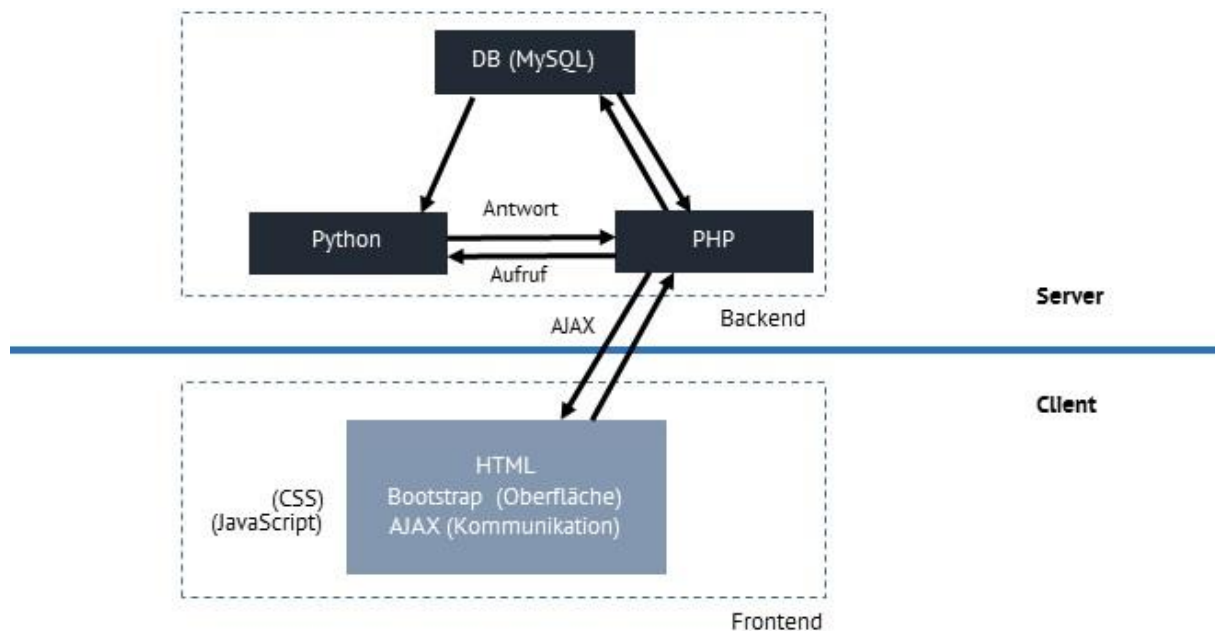 DB (MySQL)
Antwort
Python
PHP
Aufruf
Server
Backend
AJAX
Client
HTML
(CSS)
Bootstrap (Oberfläche)
(JavaScript)
AJAX (Kommunikation)
Frontend